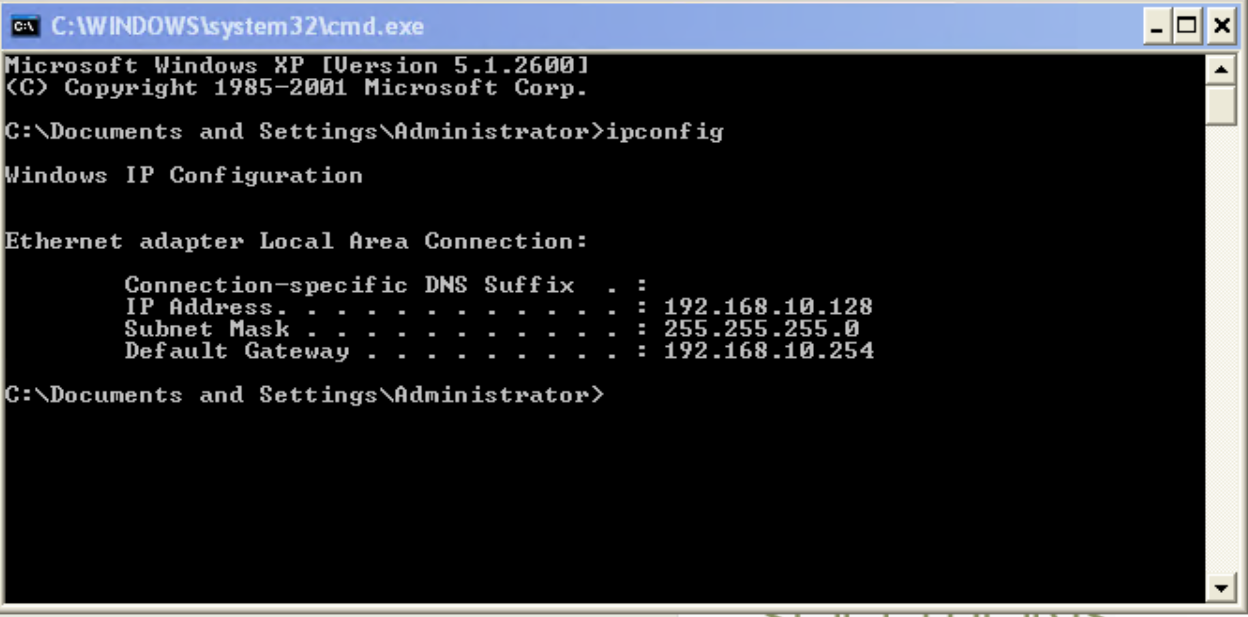 C:\WINDOWS\system32\cmd.exe
Microsoft Windows XP [Version 5.1.2600]
(C) Copyright 1985-2001 Microsoft Corp.
C:\Documents and Settings\Administrator>ipconfig
Windows IP Configuration
Ethernet adapter Local Area Connection:
Connection-specific DNS Suffix . :
IP Address. . . . . . . . . . . . : 192.168.10.128
Subnet Mask . . . . . . . . . . . : 255.255.255.0
Default Gateway . . . . . . . . . : 192.168.10.254
C:\Documents and Settings\Administrator>